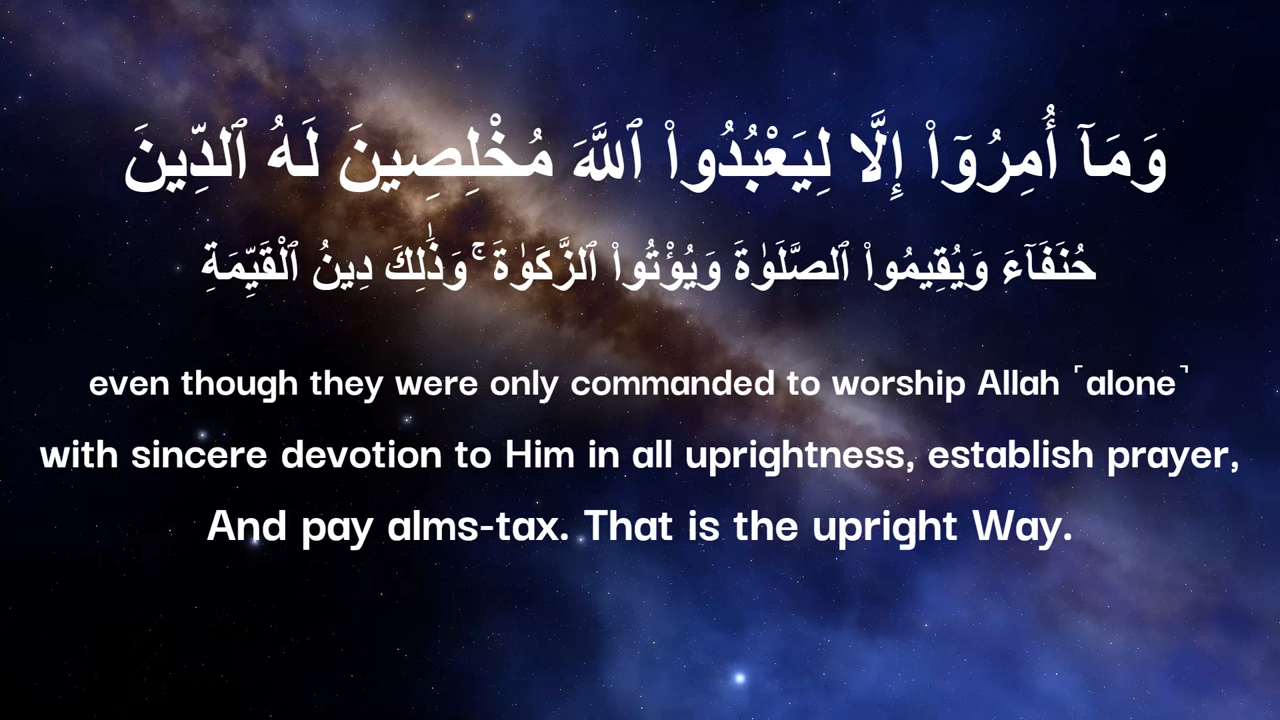 وَمَآ أُمِرُوٓا۟ إِلَّا لِيَعْبُدُوا۟ ٱللَّهَ مُخْلِصِينَ لَهُ ٱلدِّينَ
حُنَفَآءَ وَيُقِيمُوا۟ ٱلصَّلَوٰةَ وَيُؤْتُوا۟ ٱلزَّكَوٰةَ ۚ وَذَٰلِكَ دِينُ ٱلْقَيِّمَةِ
even though they were only commanded to worship Allah ˹alone˺
with sincere devotion to Him in all uprightness, establish prayer,
And pay alms-tax. That is the upright Way.